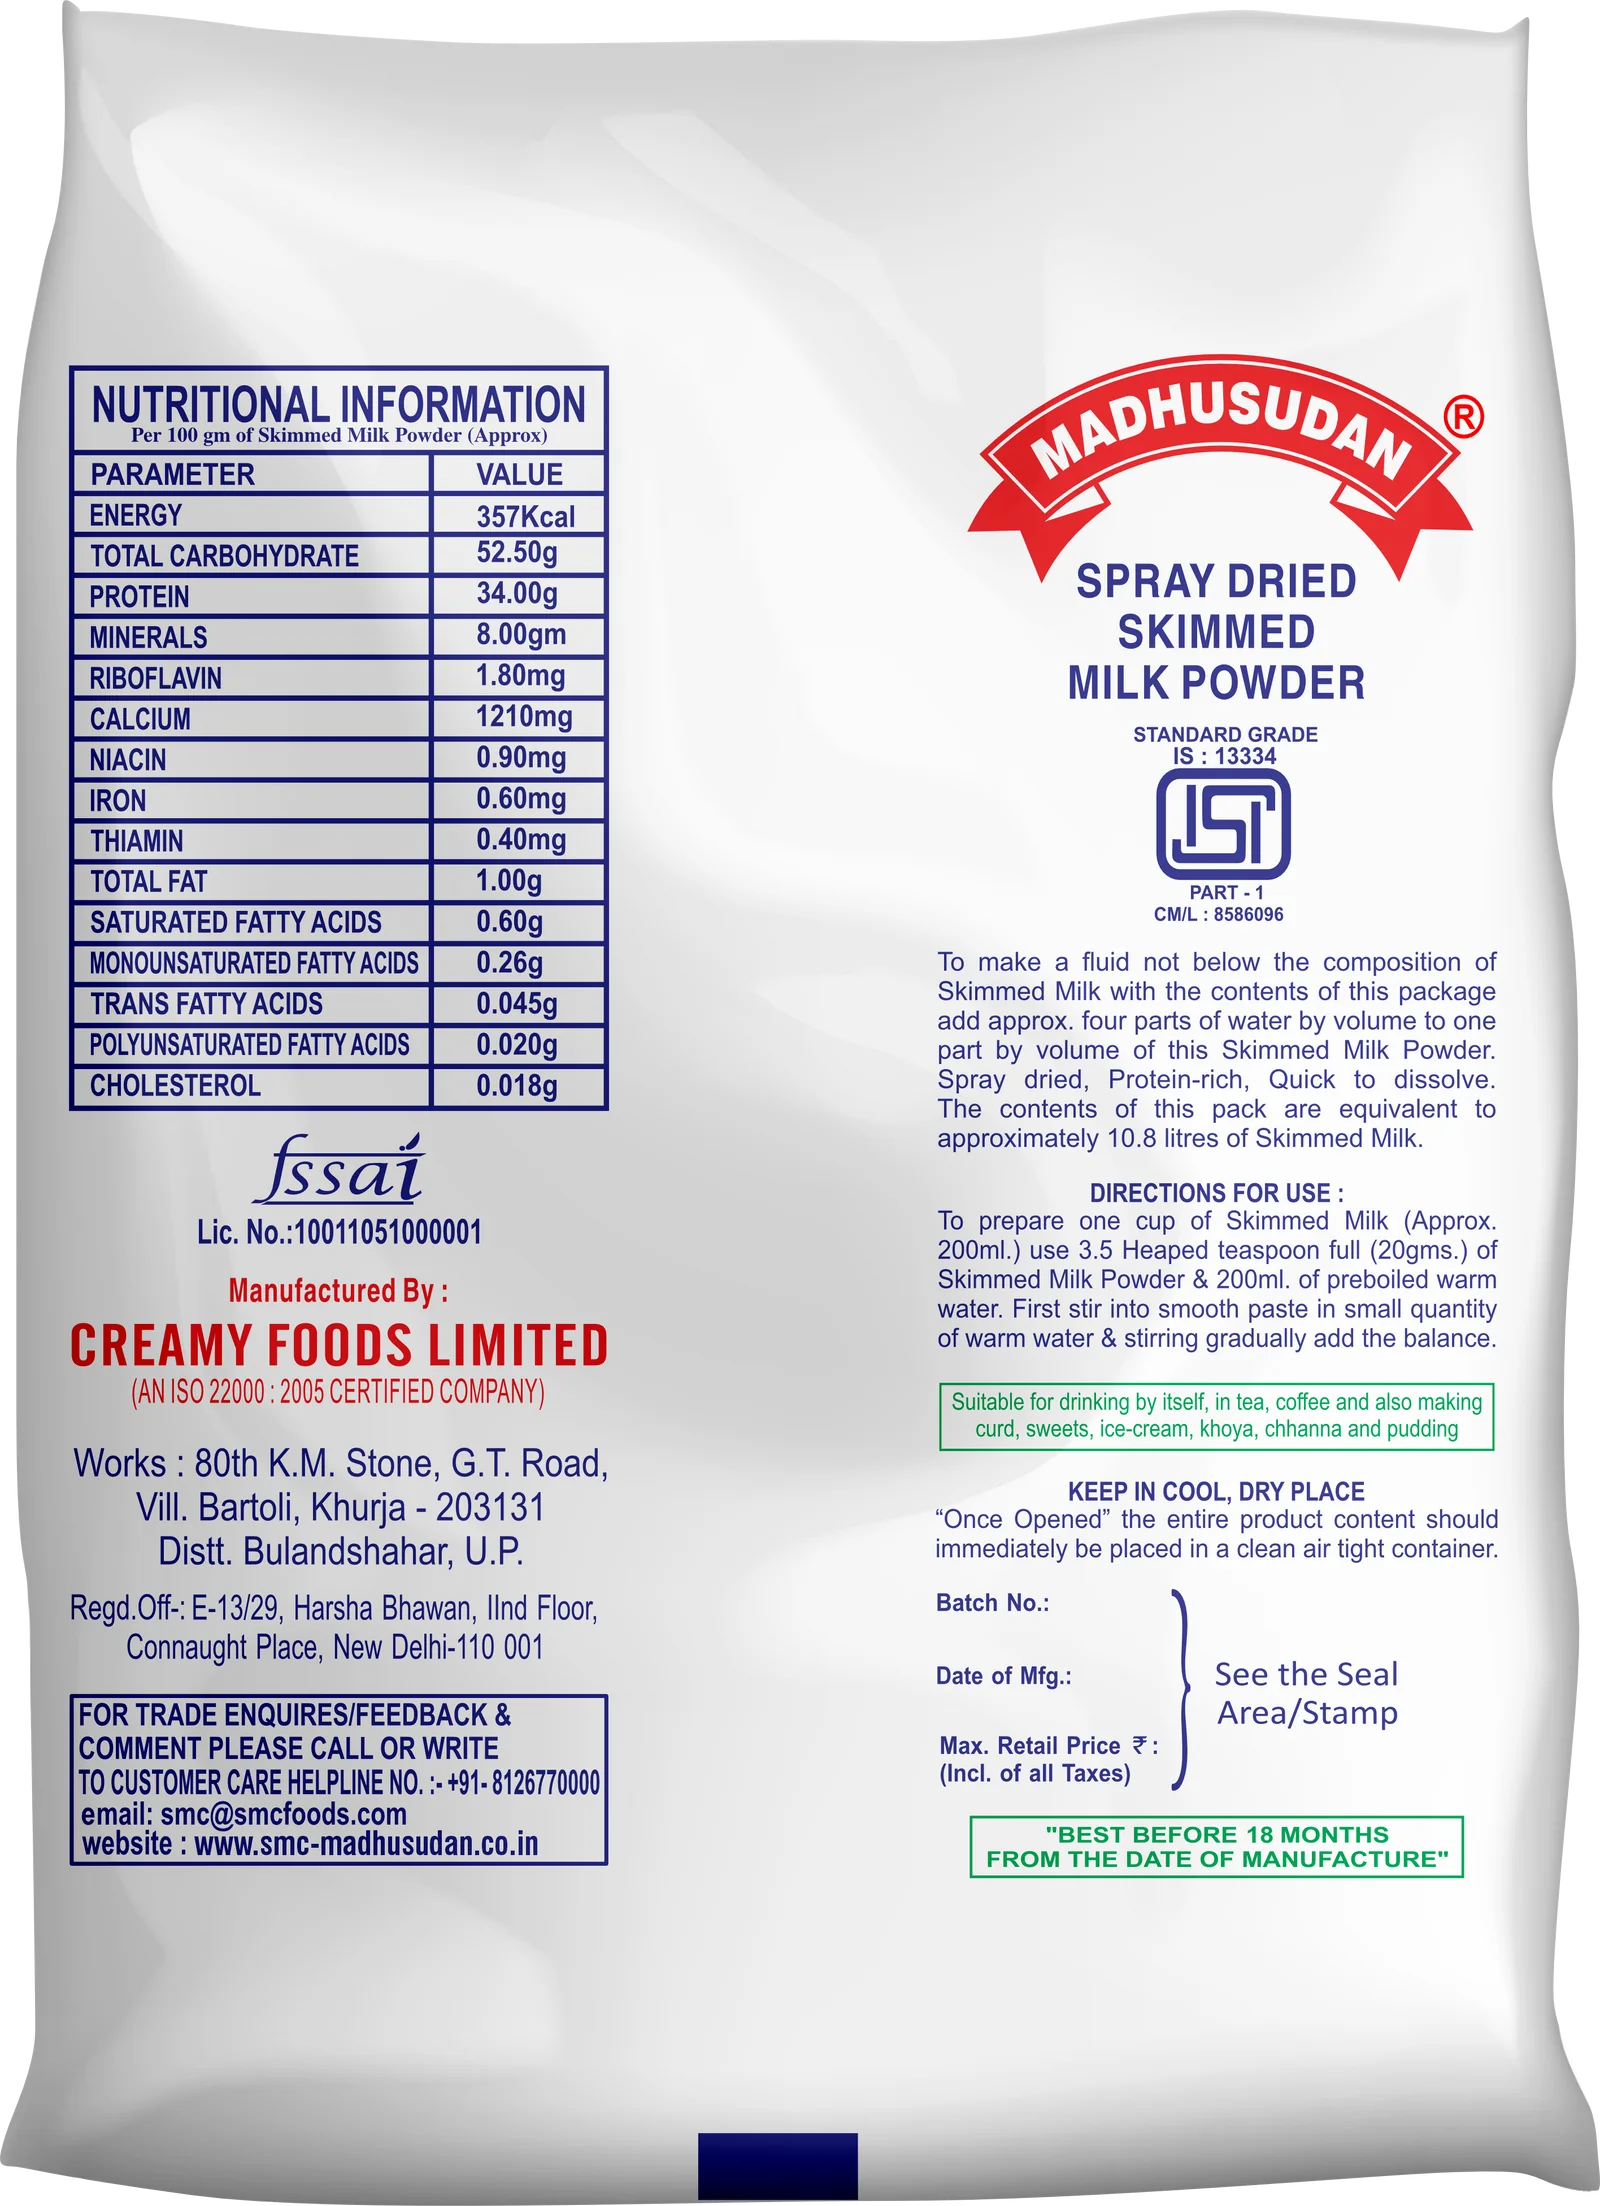 NUTRITIONAL INFORMATION
Per 100 gm of Skimmed Milk Powder (Approx)
PARAMETER VALUE
ENERGY 357Kcal
TOTAL CARBOHYDRATE 52.50g
PROTEIN 34.00g
MINERALS 8.00gm
RIBOFLAVIN 1.80mg
CALCIUM 1210mg
NIACIN 0.90mg
IRON 0.60mg
THIAMIN 0.40mg
TOTAL FAT 1.00g
SATURATED FATTY ACIDS 0.60g
MONOUNSATURATED FATTY ACIDS 0.26g
TRANS FATTY ACIDS 0.045g
POLYUNSATURATED FATTY ACIDS 0.020g
CHOLESTEROL 0.018g
fssai
Lic. No.:10011051000001
Manufactured By :
CREAMY FOODS LIMITED
(AN ISO 22000 : 2005 CERTIFIED COMPANY)
Works : 80th K.M. Stone, G.T. Road,
Vill. Bartoli, Khurja - 203131
Distt. Bulandshahar, U.P.
Regd.Off-: E-13/29, Harsha Bhawan, IInd Floor,
Connaught Place, New Delhi-110 001
FOR TRADE ENQUIRES/FEEDBACK &
COMMENT PLEASE CALL OR WRITE
TO CUSTOMER CARE HELPLINE NO. :- +91- 8126770000
email: smc@smcfoods.com
website : www.smc-madhusudan.co.in
MADHUSUDAN ®
SPRAY DRIED
SKIMMED
MILK POWDER
STANDARD GRADE
IS : 13334
ISI
PART - 1
CM/L : 8586096
To make a fluid not below the composition of
Skimmed Milk with the contents of this package
add approx. four parts of water by volume to one
part by volume of this Skimmed Milk Powder.
Spray dried, Protein-rich, Quick to dissolve.
The contents of this pack are equivalent to
approximately 10.8 litres of Skimmed Milk.
DIRECTIONS FOR USE :
To prepare one cup of Skimmed Milk (Approx.
200ml.) use 3.5 Heaped teaspoon full (20gms.) of
Skimmed Milk Powder & 200ml. of preboiled warm
water. First stir into smooth paste in small quantity
of warm water & stirring gradually add the balance.
Suitable for drinking by itself, in tea, coffee and also making
curd, sweets, ice-cream, khoya, chhanna and pudding
KEEP IN COOL, DRY PLACE
“Once Opened” the entire product content should
immediately be placed in a clean air tight container.
Batch No.:
Date of Mfg.:
Max. Retail Price ₹ :
(Incl. of all Taxes)
See the Seal
Area/Stamp
"BEST BEFORE 18 MONTHS
FROM THE DATE OF MANUFACTURE"